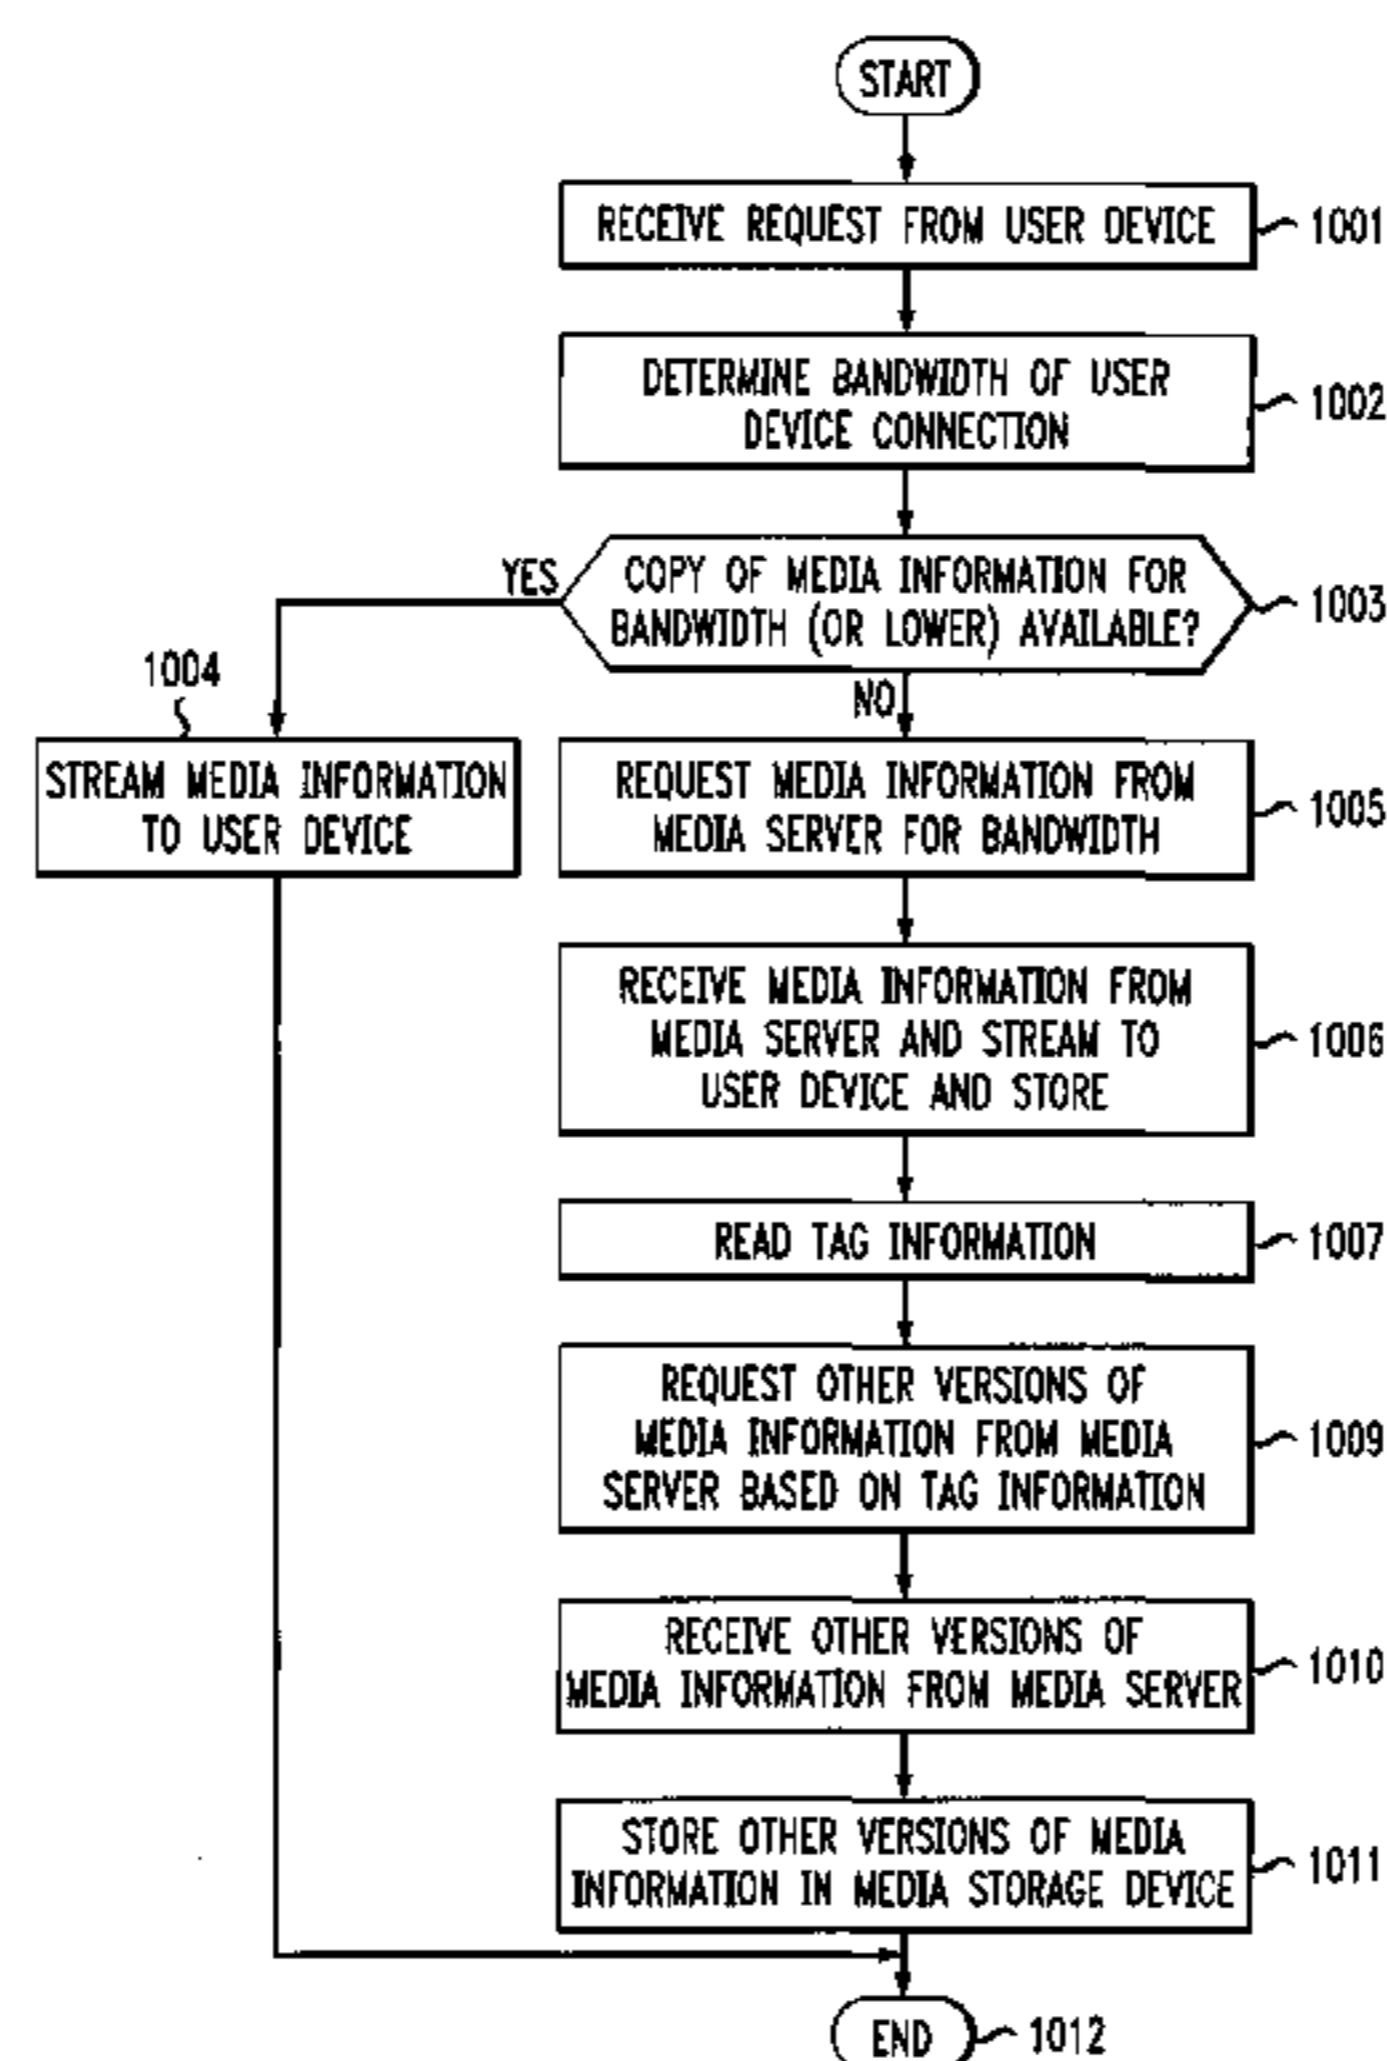 START
RECEIVE REQUEST FROM USER DEVICE
1001
DETERMINE BANDWIDTH OF USER
DEVICE CONNECTION
1002
COPY OF MEDIA INFORMATION FOR
BANDWIDTH (OR LOWER) AVAILABLE?
1003
YES
NO
1004
STREAM MEDIA INFORMATION
TO USER DEVICE
REQUEST MEDIA INFORMATION FROM
MEDIA SERVER FOR BANDWIDTH
1005
RECEIVE MEDIA INFORMATION FROM
MEDIA SERVER AND STREAM TO
USER DEVICE AND STORE
1006
READ TAG INFORMATION
1007
REQUEST OTHER VERSIONS OF
MEDIA INFORMATION FROM MEDIA
SERVER BASED ON TAG INFORMATION
1009
RECEIVE OTHER VERSIONS OF
MEDIA INFORMATION FROM MEDIA SERVER
1010
STORE OTHER VERSIONS OF MEDIA
INFORMATION IN MEDIA STORAGE DEVICE
1011
END
1012